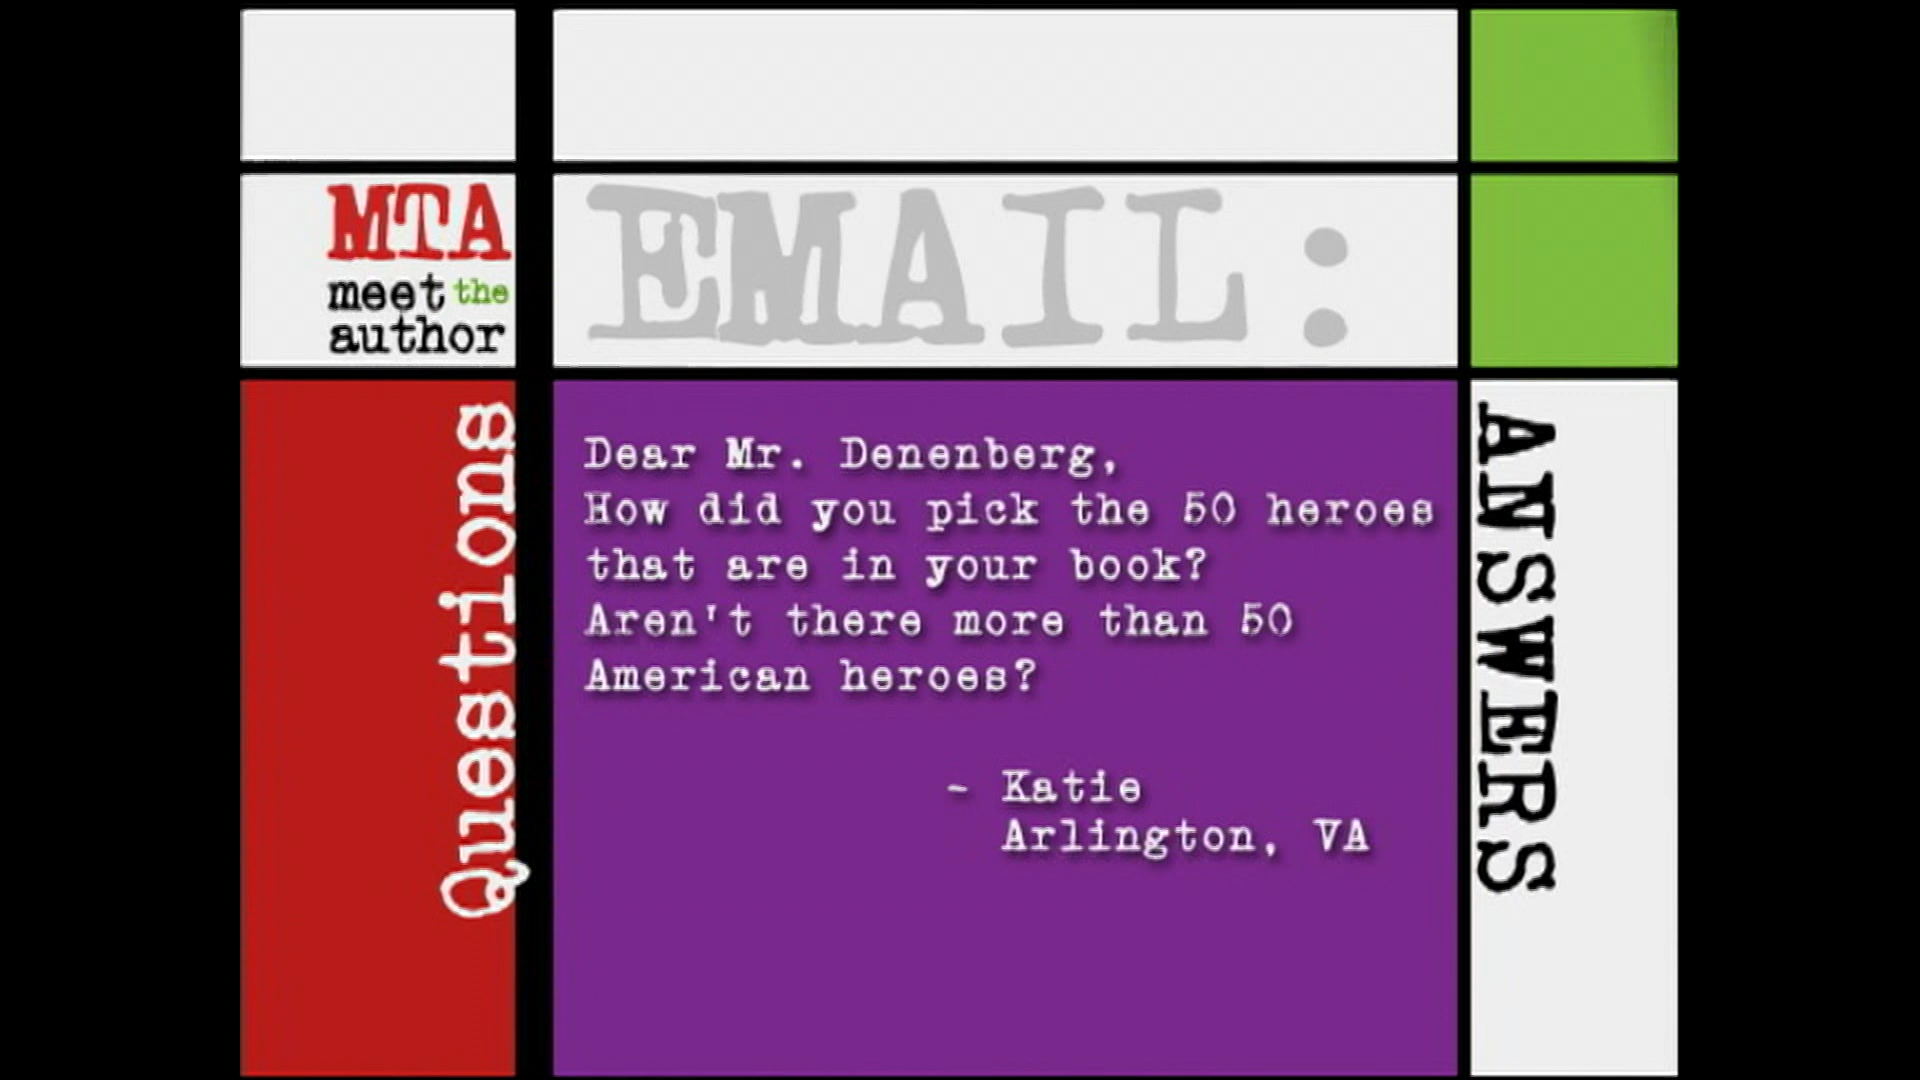 MTA
meet the
author
EMAIL:
Questions
Dear Mr. Denenberg,
How did you pick the 50 heroes
that are in your book?
Aren't there more than 50
American heroes?
- Katie
Arlington, VA
ANSWERS